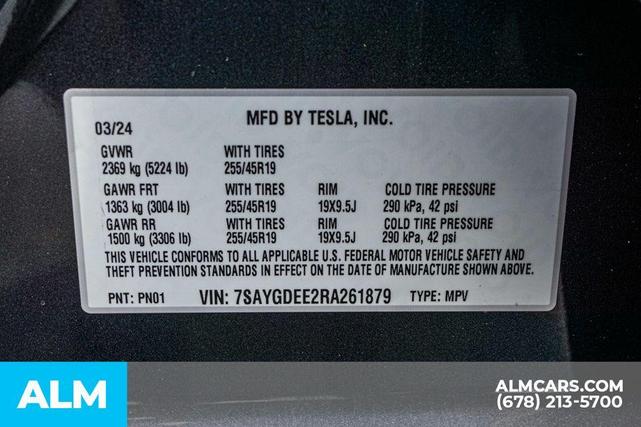 03/24 MFD BY TESLA, INC.
GVWR WITH TIRES
2369 kg (5224 lb) 255/45R19
GAWR FRT WITH TIRES RIM COLD TIRE PRESSURE
1363 kg (3004 lb) 255/45R19 19X9.5J 290 kPa, 42 psi
GAWR RR WITH TIRES RIM COLD TIRE PRESSURE
1500 kg (3306 lb) 255/45R19 19X9.5J 290 kPa, 42 psi
THIS VEHICLE CONFORMS TO ALL APPLICABLE U.S. FEDERAL MOTOR VEHICLE SAFETY AND
THEFT PREVENTION STANDARDS IN EFFECT ON THE DATE OF MANUFACTURE SHOWN ABOVE.
PNT: PN01 VIN: 7SAYGDEE2RA261879 TYPE: MPV
ALM
ALMCARS.COM
(678) 213-5700